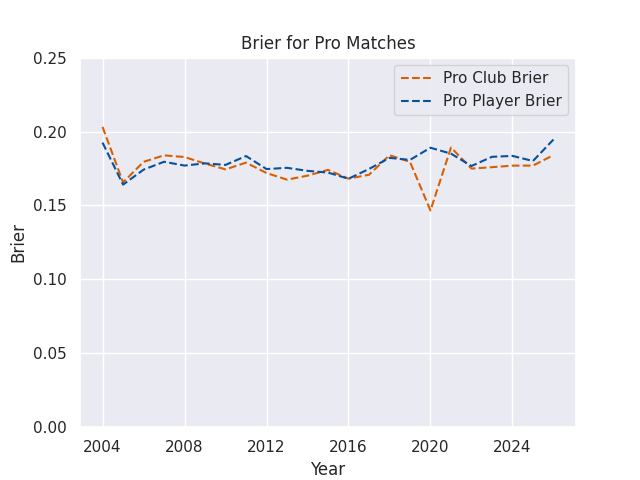 Brier for Pro Matches
0.25
0.20
0.15
0.10
0.05
0.00
Brier
Pro Club Brier
Pro Player Brier
2004 2008 2012 2016 2020 2024
Year